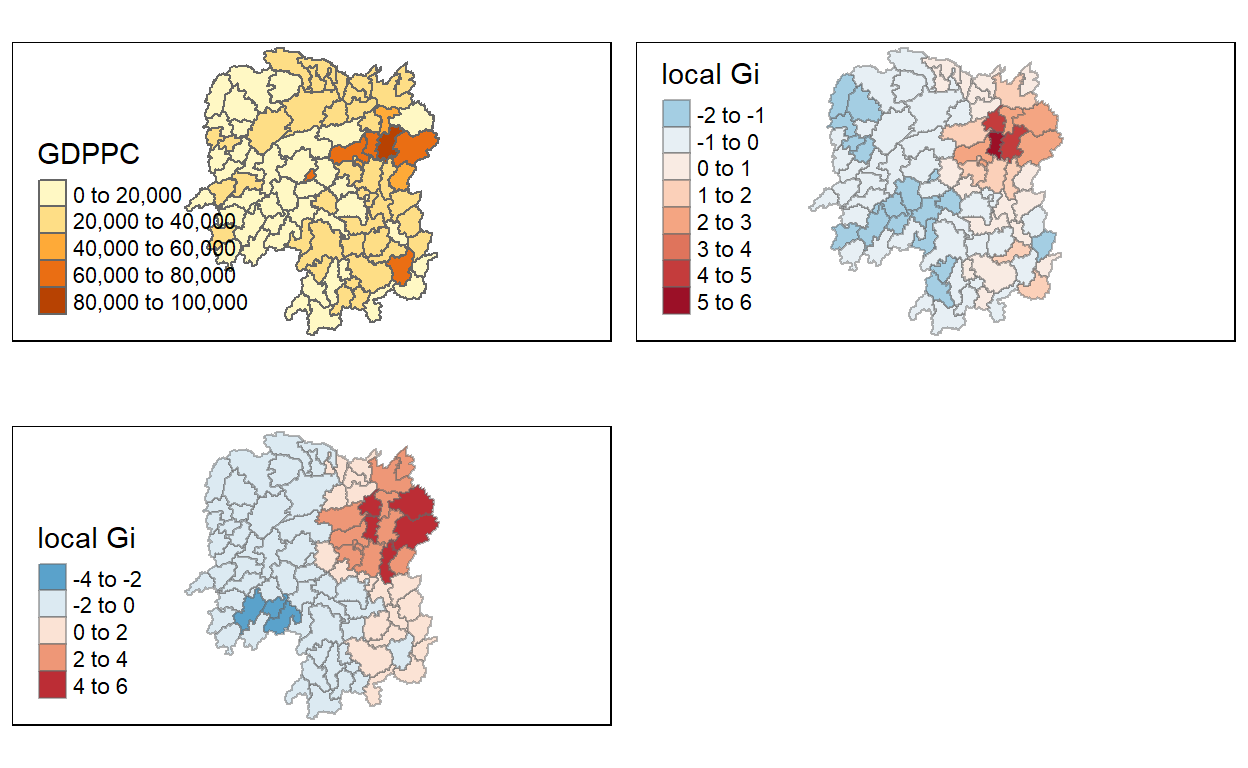 GDPPC
0 to 20,000
20,000 to 40,000
40,000 to 60,000
60,000 to 80,000
80,000 to 100,000
local Gi
-2 to -1
-1 to 0
0 to 1
1 to 2
2 to 3
3 to 4
4 to 5
5 to 6
local Gi
-4 to -2
-2 to 0
0 to 2
2 to 4
4 to 6